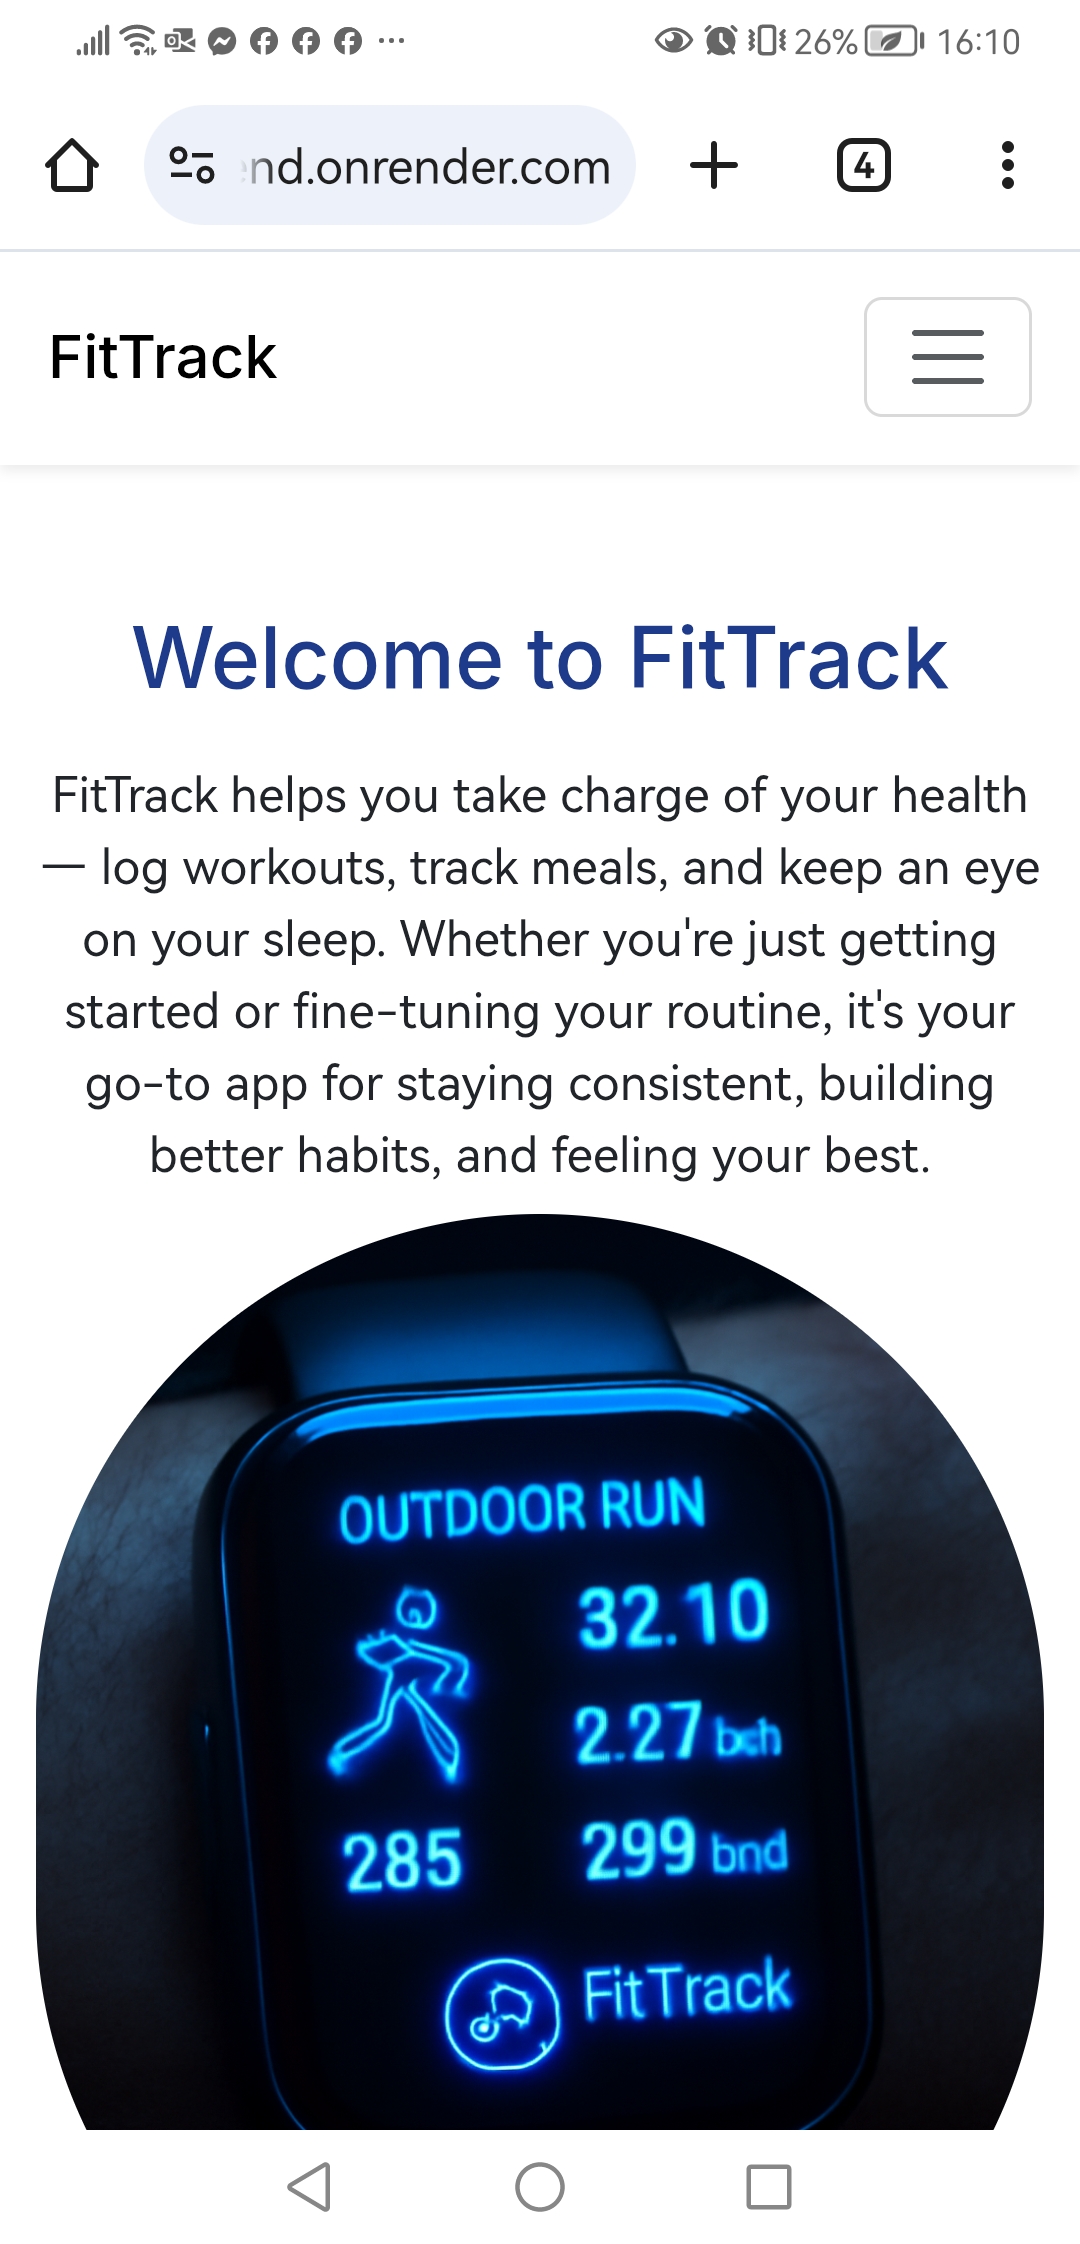 26% 16:10
nd.onrender.com
4
FitTrack
Welcome to FitTrack
FitTrack helps you take charge of your health
— log workouts, track meals, and keep an eye
on your sleep. Whether you're just getting
started or fine-tuning your routine, it's your
go-to app for staying consistent, building
better habits, and feeling your best.
OUTDOOR RUN
32.10
2.27
285
299 bnd
FitTrack